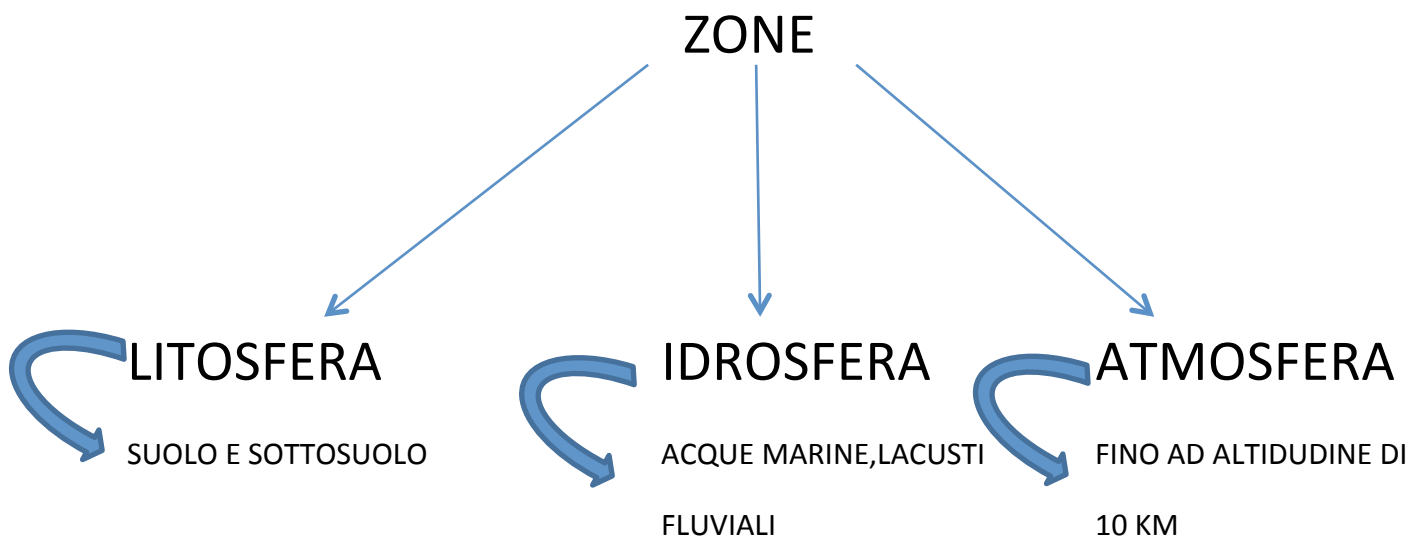 ZONE
LITOSFERA
SUOLO E SOTTOSUOLO
IDROSFERA
ACQUE MARINE,LACUSTI
FLUVIALI
ATMOSFERA
FINO AD ALTIDUDINE DI
10 KM